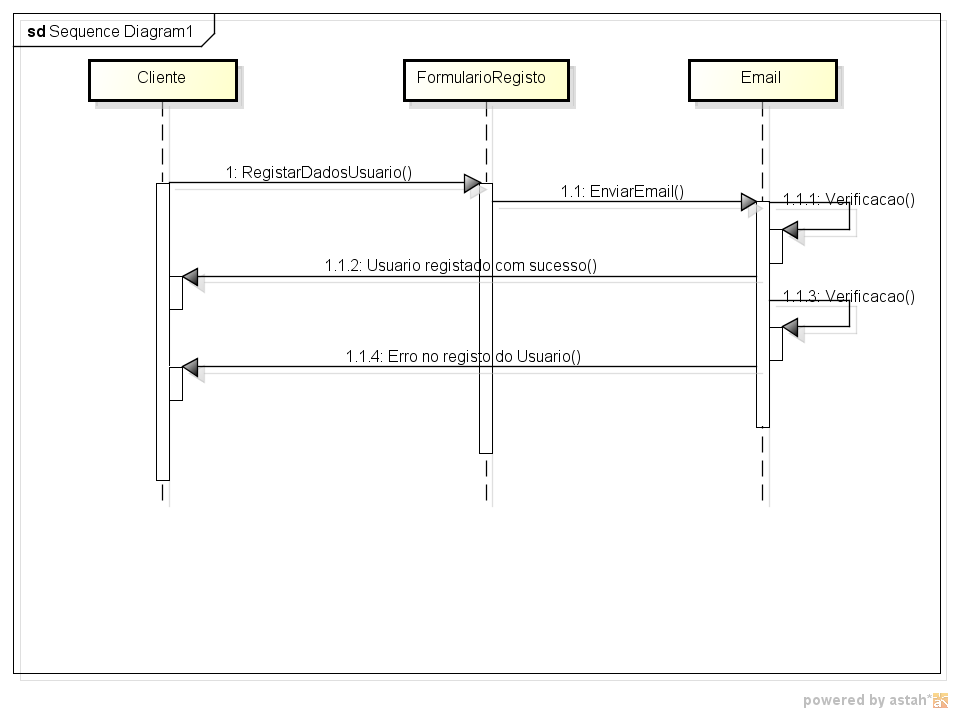 sd Sequence Diagram1
Cliente
FormularioRegisto
Email
1: RegistarDadosUsuario()
1.1: EnviarEmail()
1.1.1: Verificacao()
1.1.2: Usuario registado com sucesso()
1.1.3: Verificacao()
1.1.4: Erro no registo do Usuario()
powered by astah*